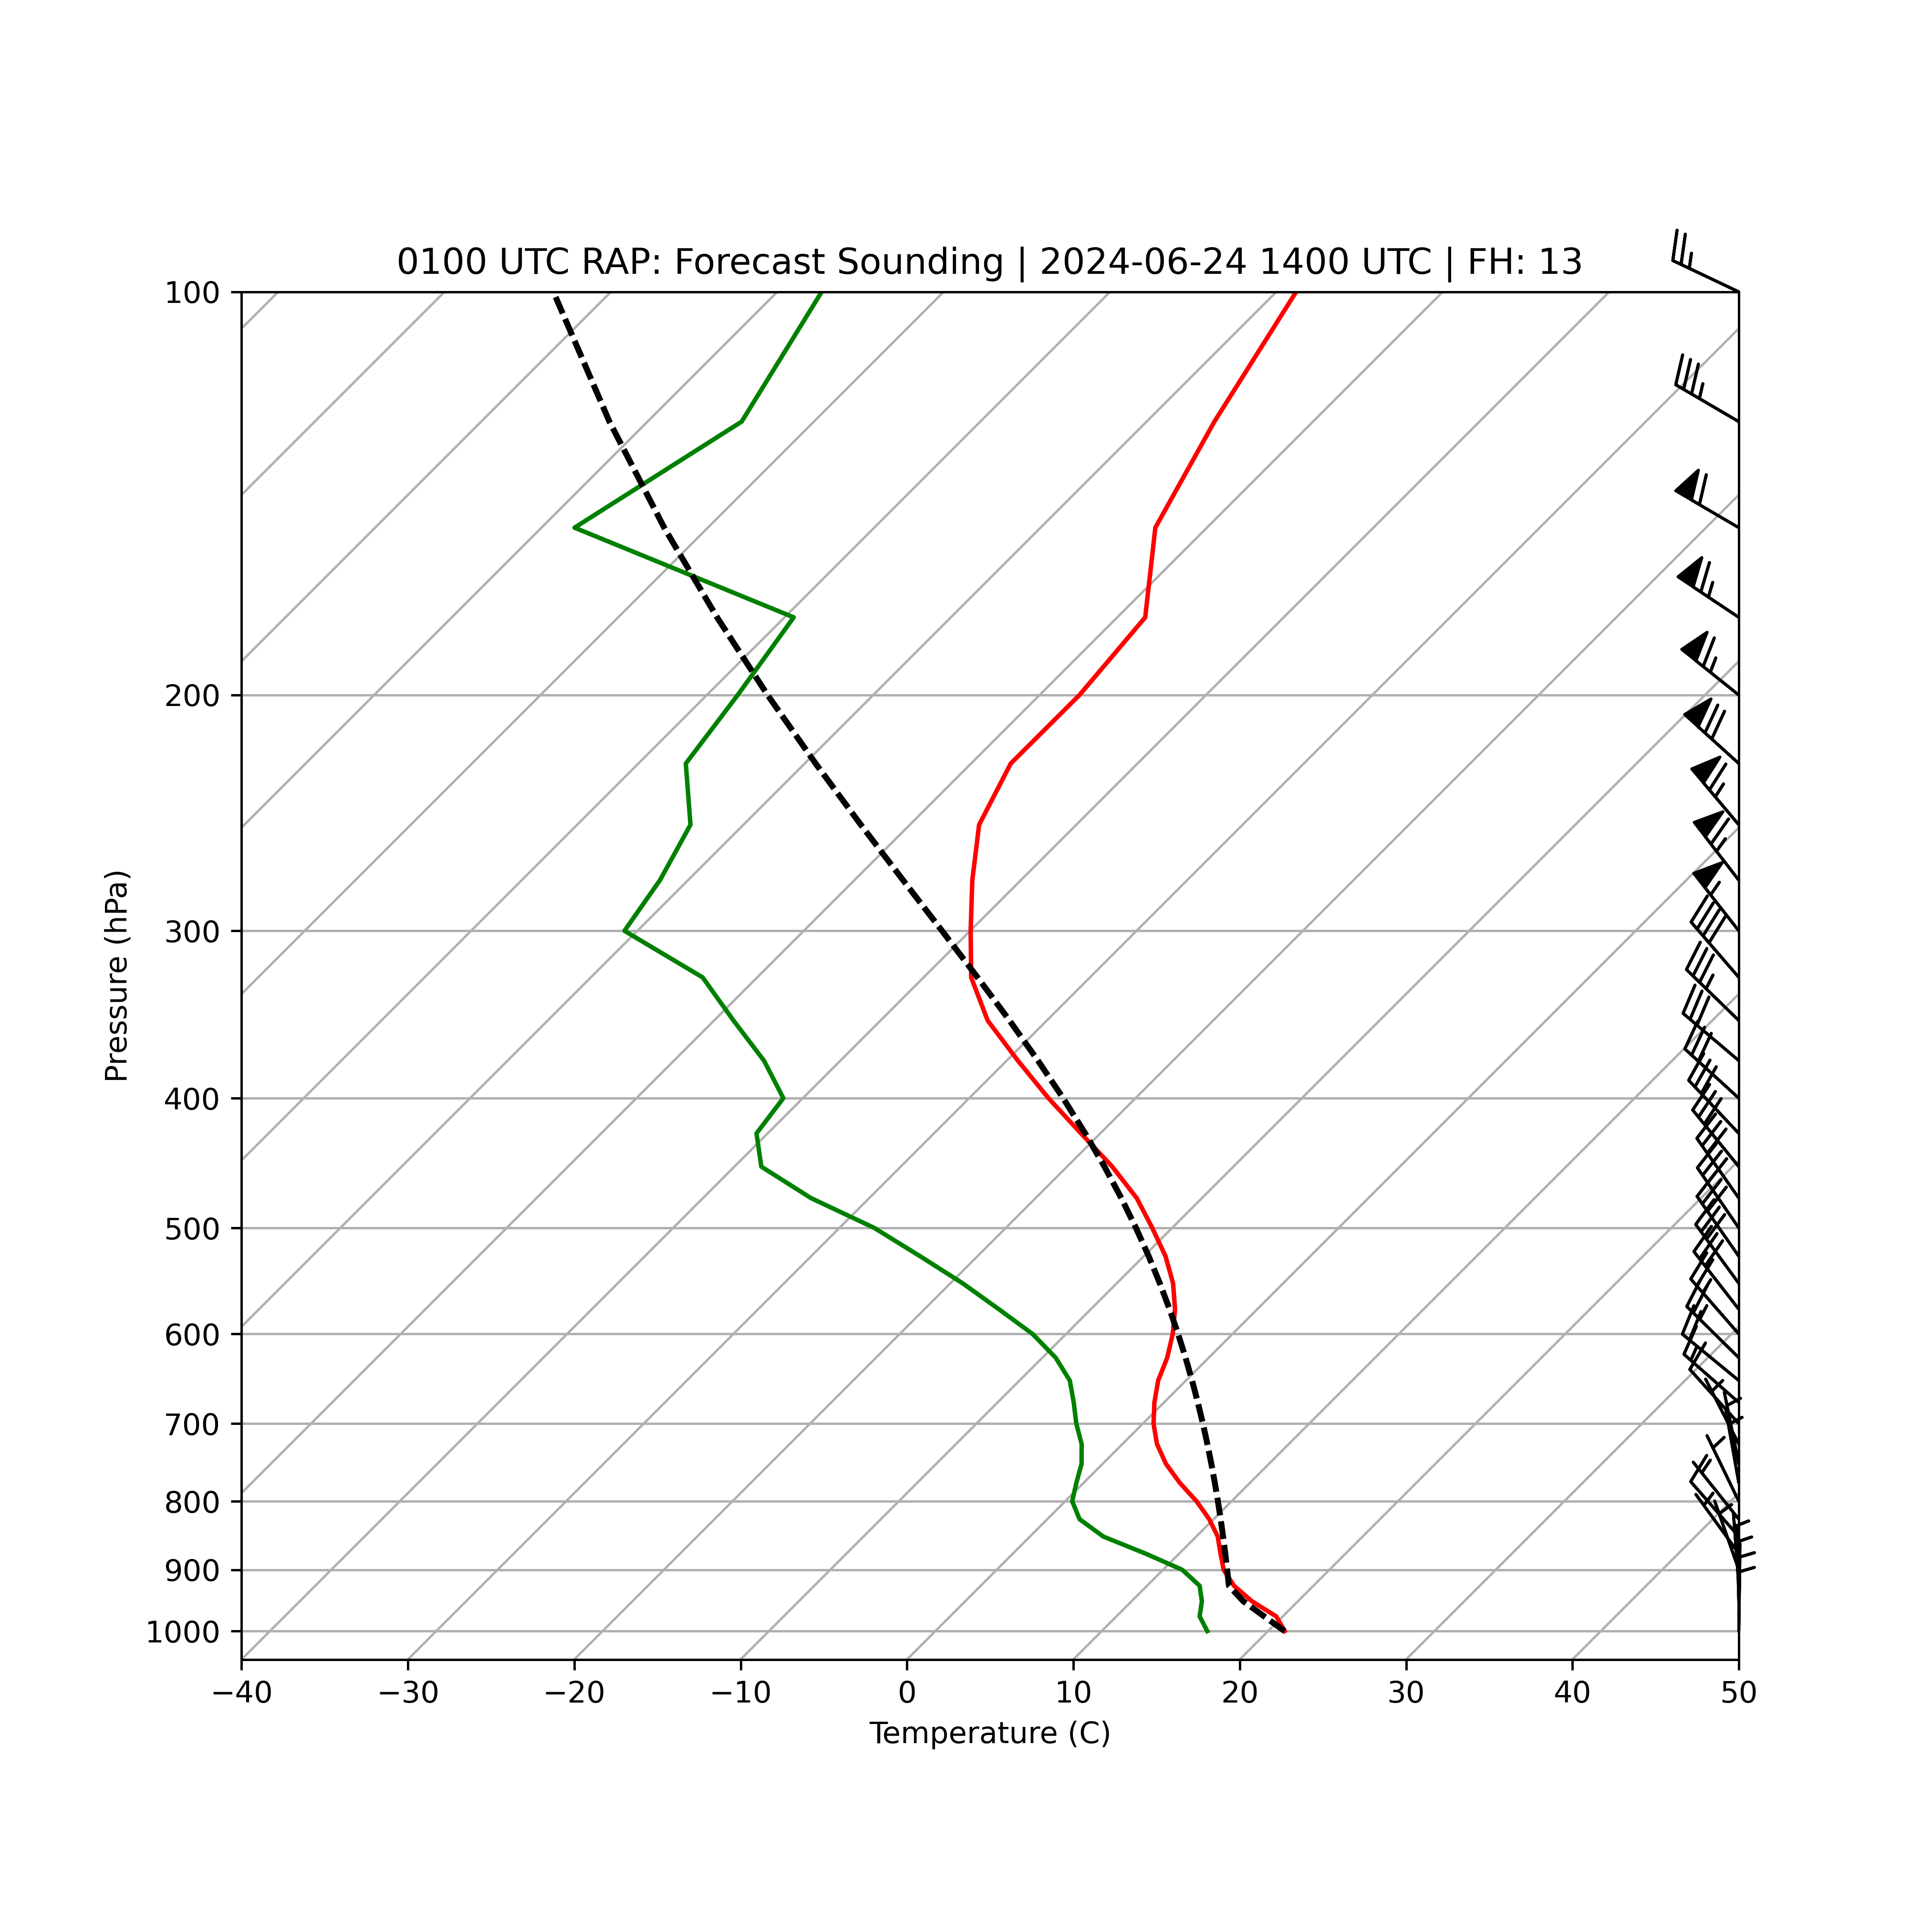 0100 UTC RAP: Forecast Sounding | 2024-06-24 1400 UTC | FH: 13
100
200
300
400
500
600
700
800
900
1000
Pressure (hPa)
−40 −30 −20 −10 0 10 20 30 40 50
Temperature (C)